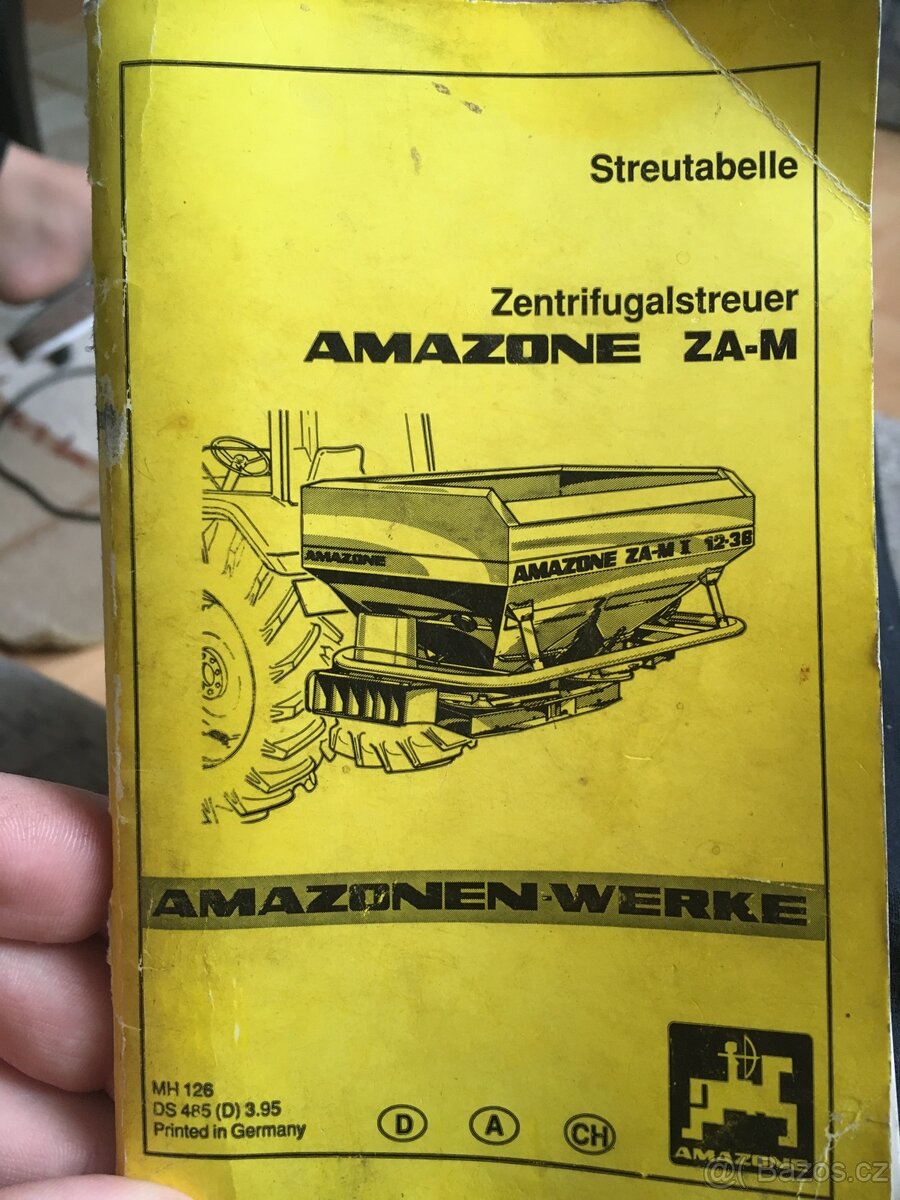 Streutabelle
Zentrifugalstreuer
AMAZONE ZA-M
AMAZONE
AMAZONE ZA-M I 12-36
AMAZONEN-WERKE
MH 126
DS 485 (D) 3.95
Printed in Germany
D
A
CH
AMAZONE
@( Bazoš.cz